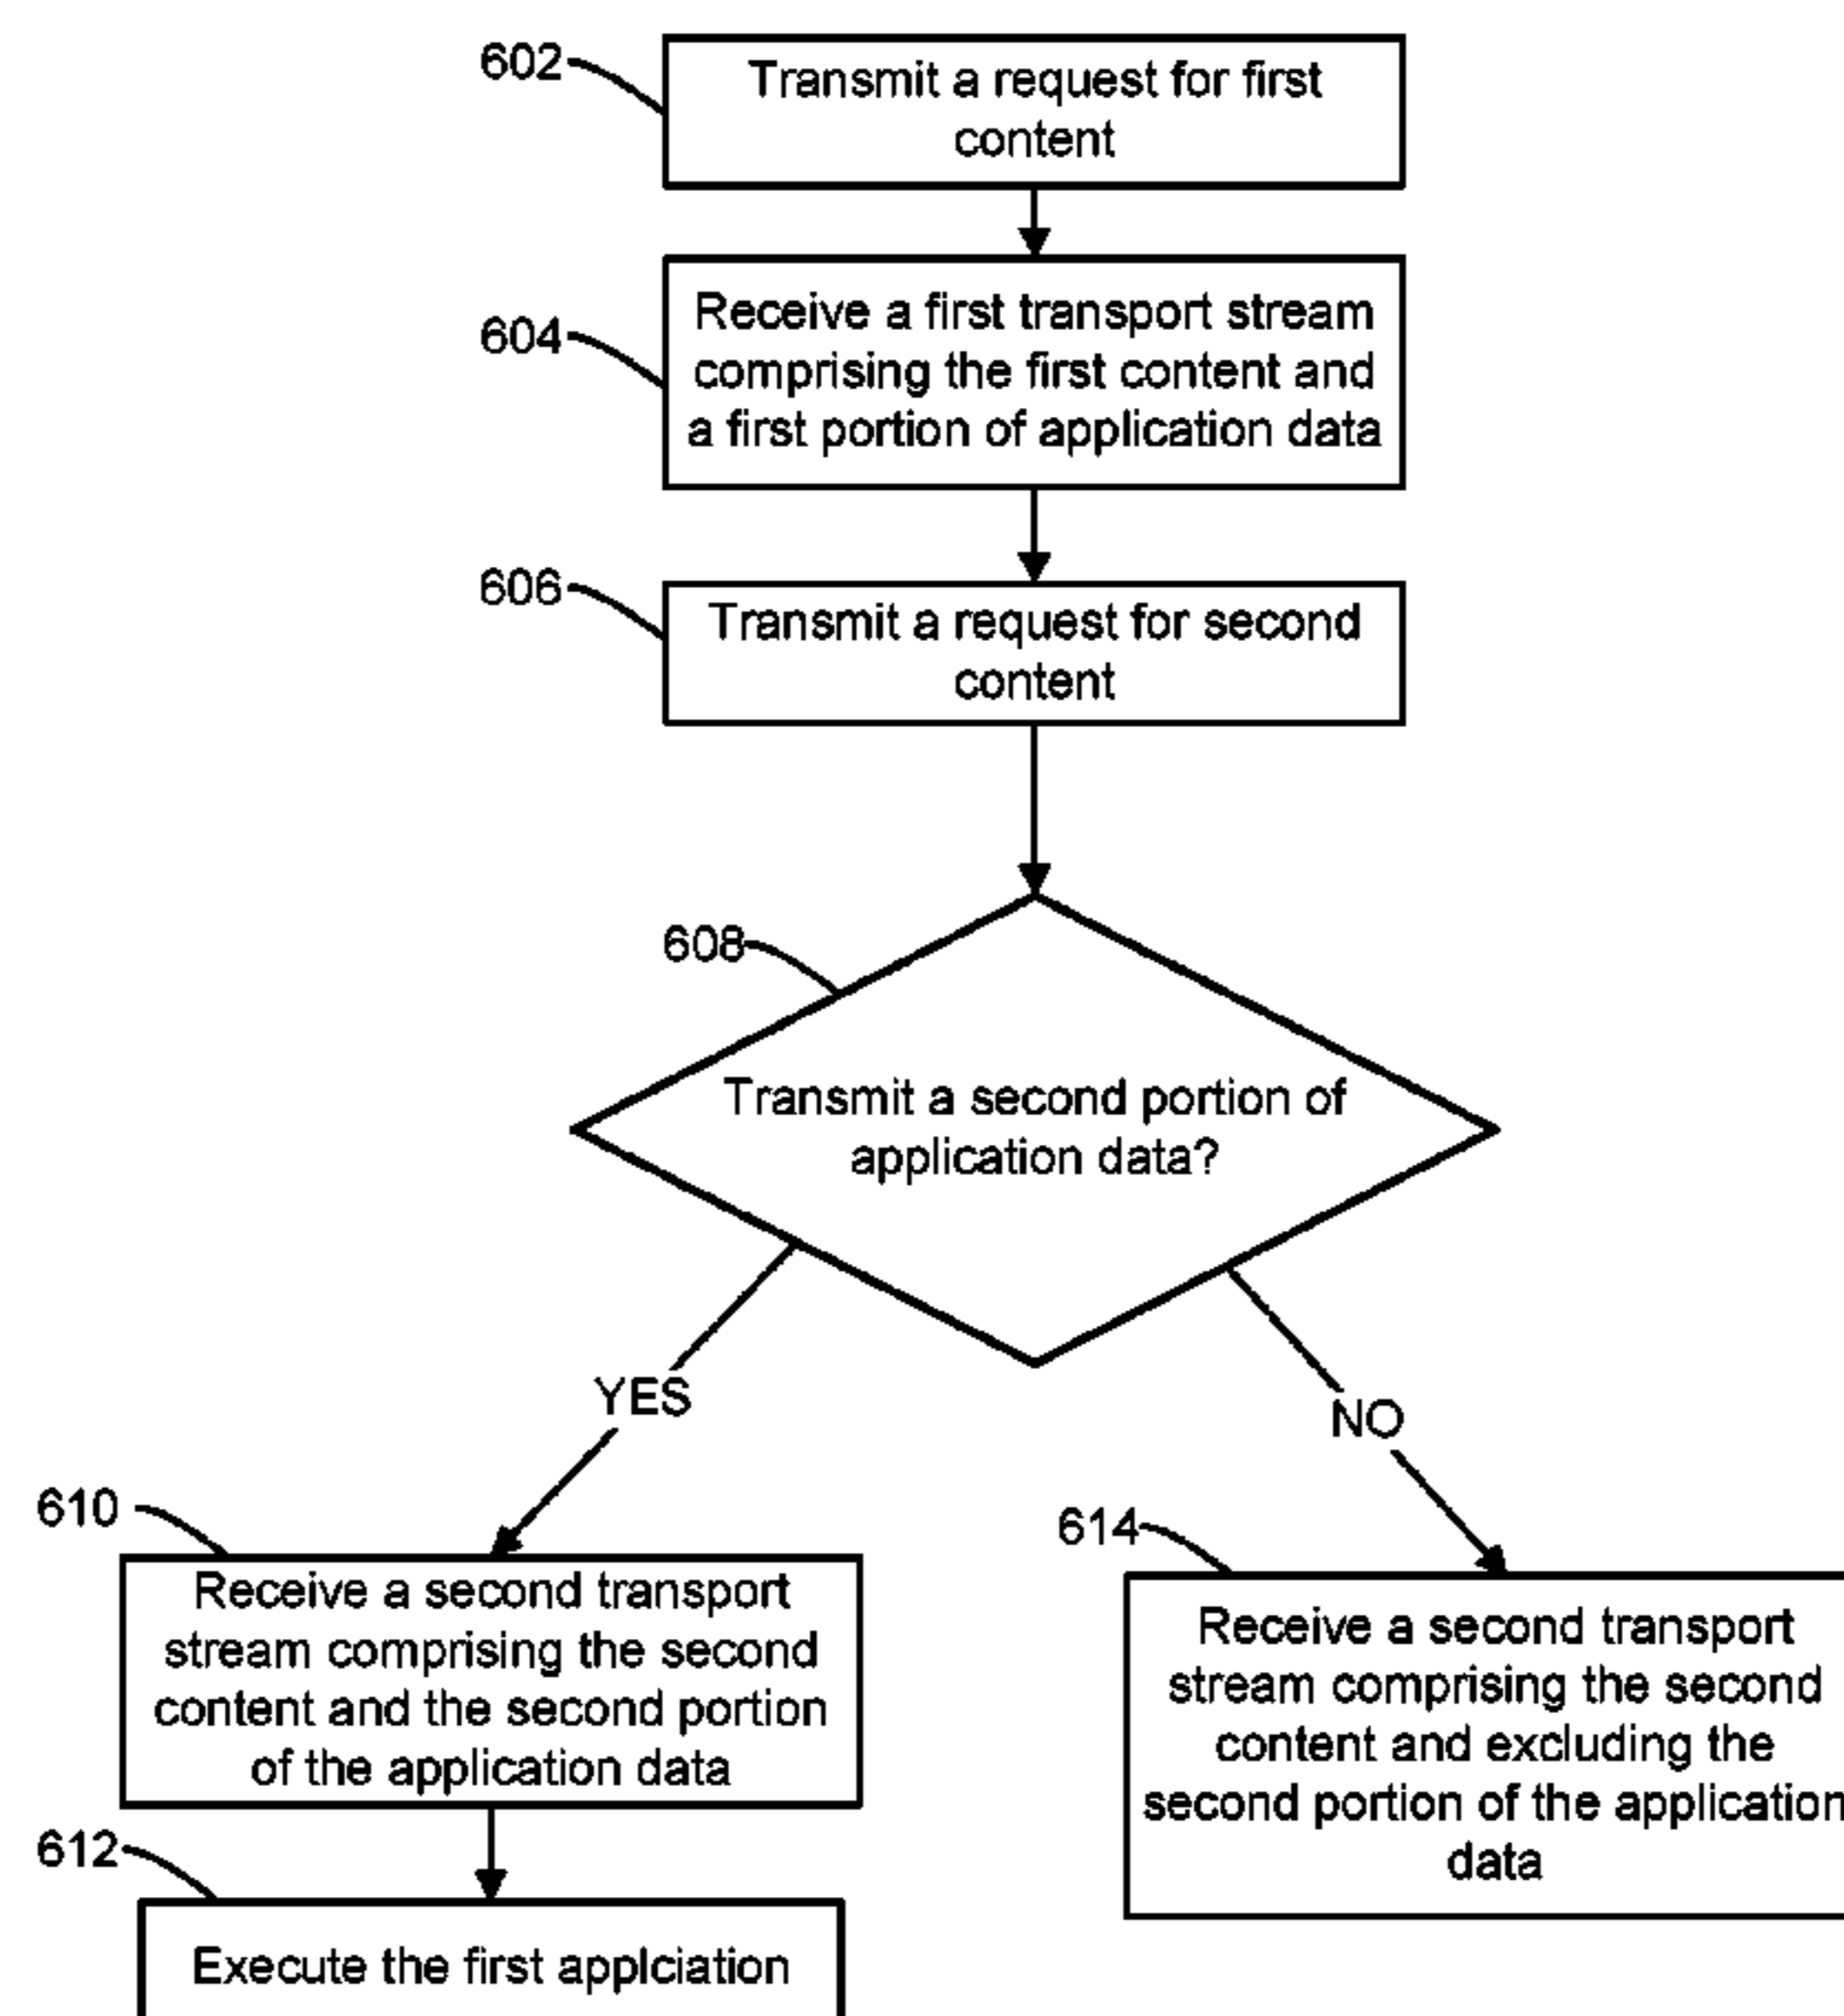 602
Transmit a request for first
content
604
Receive a first transport stream
comprising the first content and
a first portion of application data
606
Transmit a request for second
content
608
Transmit a second portion of
application data?
YES
NO
610
Receive a second transport
stream comprising the second
content and the second portion
of the application data
614
Receive a second transport
stream comprising the second
content and excluding the
second portion of the application
data
612
Execute the first applciation